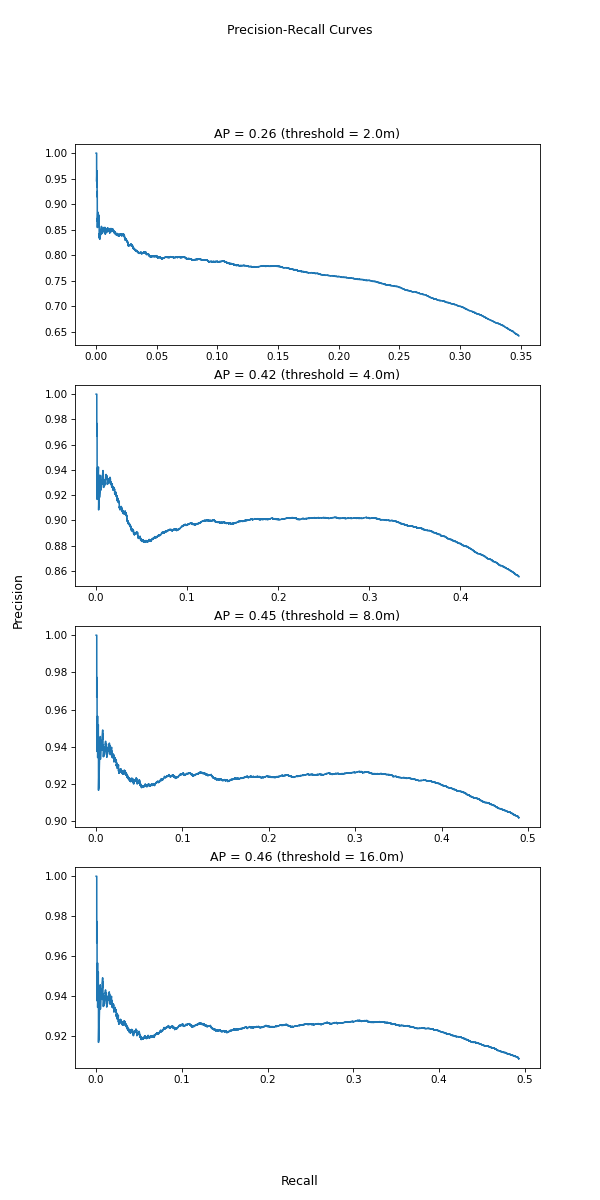 Precision-Recall Curves
AP = 0.26 (threshold = 2.0m)
1.00
0.95
0.90
0.85
0.80
0.75
0.70
0.65
0.00 0.05 0.10 0.15 0.20 0.25 0.30 0.35
AP = 0.42 (threshold = 4.0m)
1.00
0.98
0.96
0.94
0.92
0.90
0.88
0.86
0.0 0.1 0.2 0.3 0.4
Precision
AP = 0.45 (threshold = 8.0m)
1.00
0.98
0.96
0.94
0.92
0.90
0.0 0.1 0.2 0.3 0.4 0.5
AP = 0.46 (threshold = 16.0m)
1.00
0.98
0.96
0.94
0.92
0.0 0.1 0.2 0.3 0.4 0.5
Recall